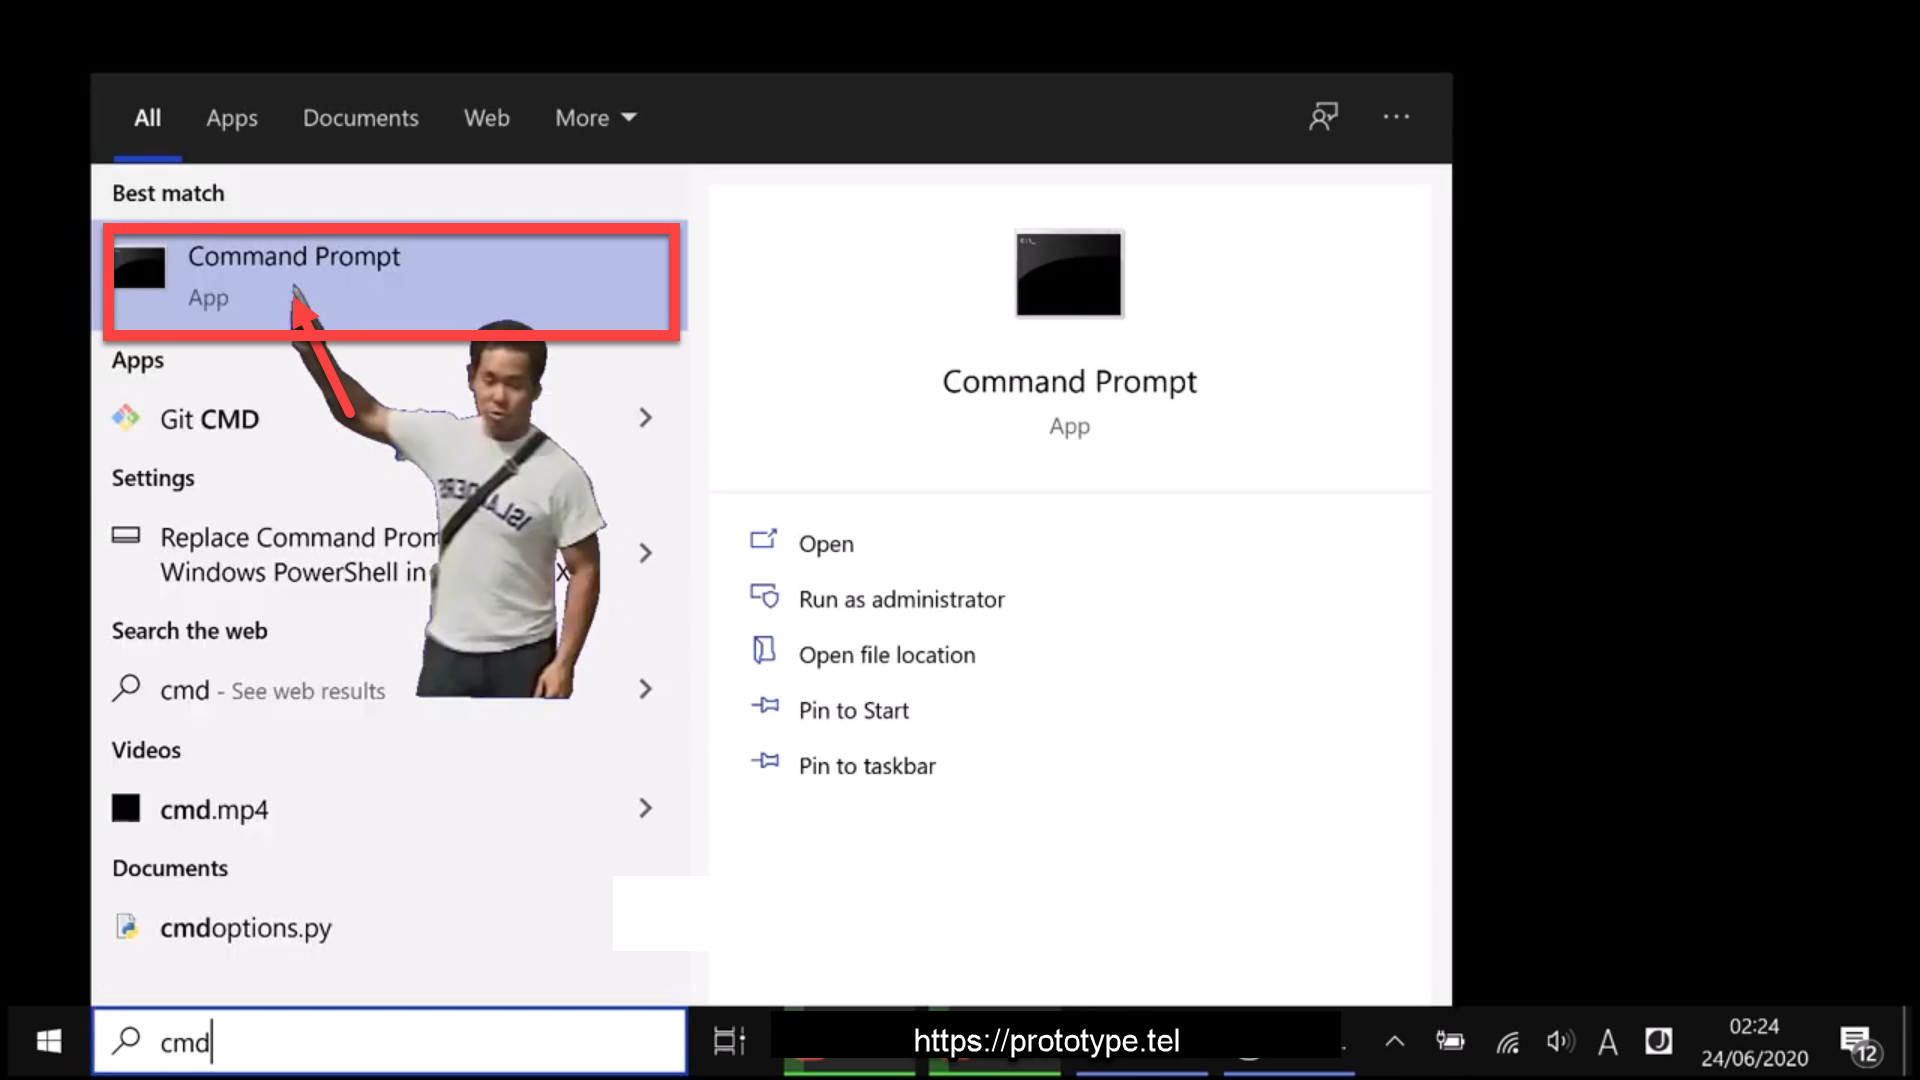 All Apps Documents Web More
Best match
Command Prompt
App
Apps
Git CMD
Settings
Replace Command Prom
Windows PowerShell in X
Search the web
cmd - See web results
Videos
cmd.mp4
Documents
cmdoptions.py
Command Prompt
App
Open
Run as administrator
Open file location
Pin to Start
Pin to taskbar
cmd
https://prototype.tel
A
02:24
24/06/2020
12